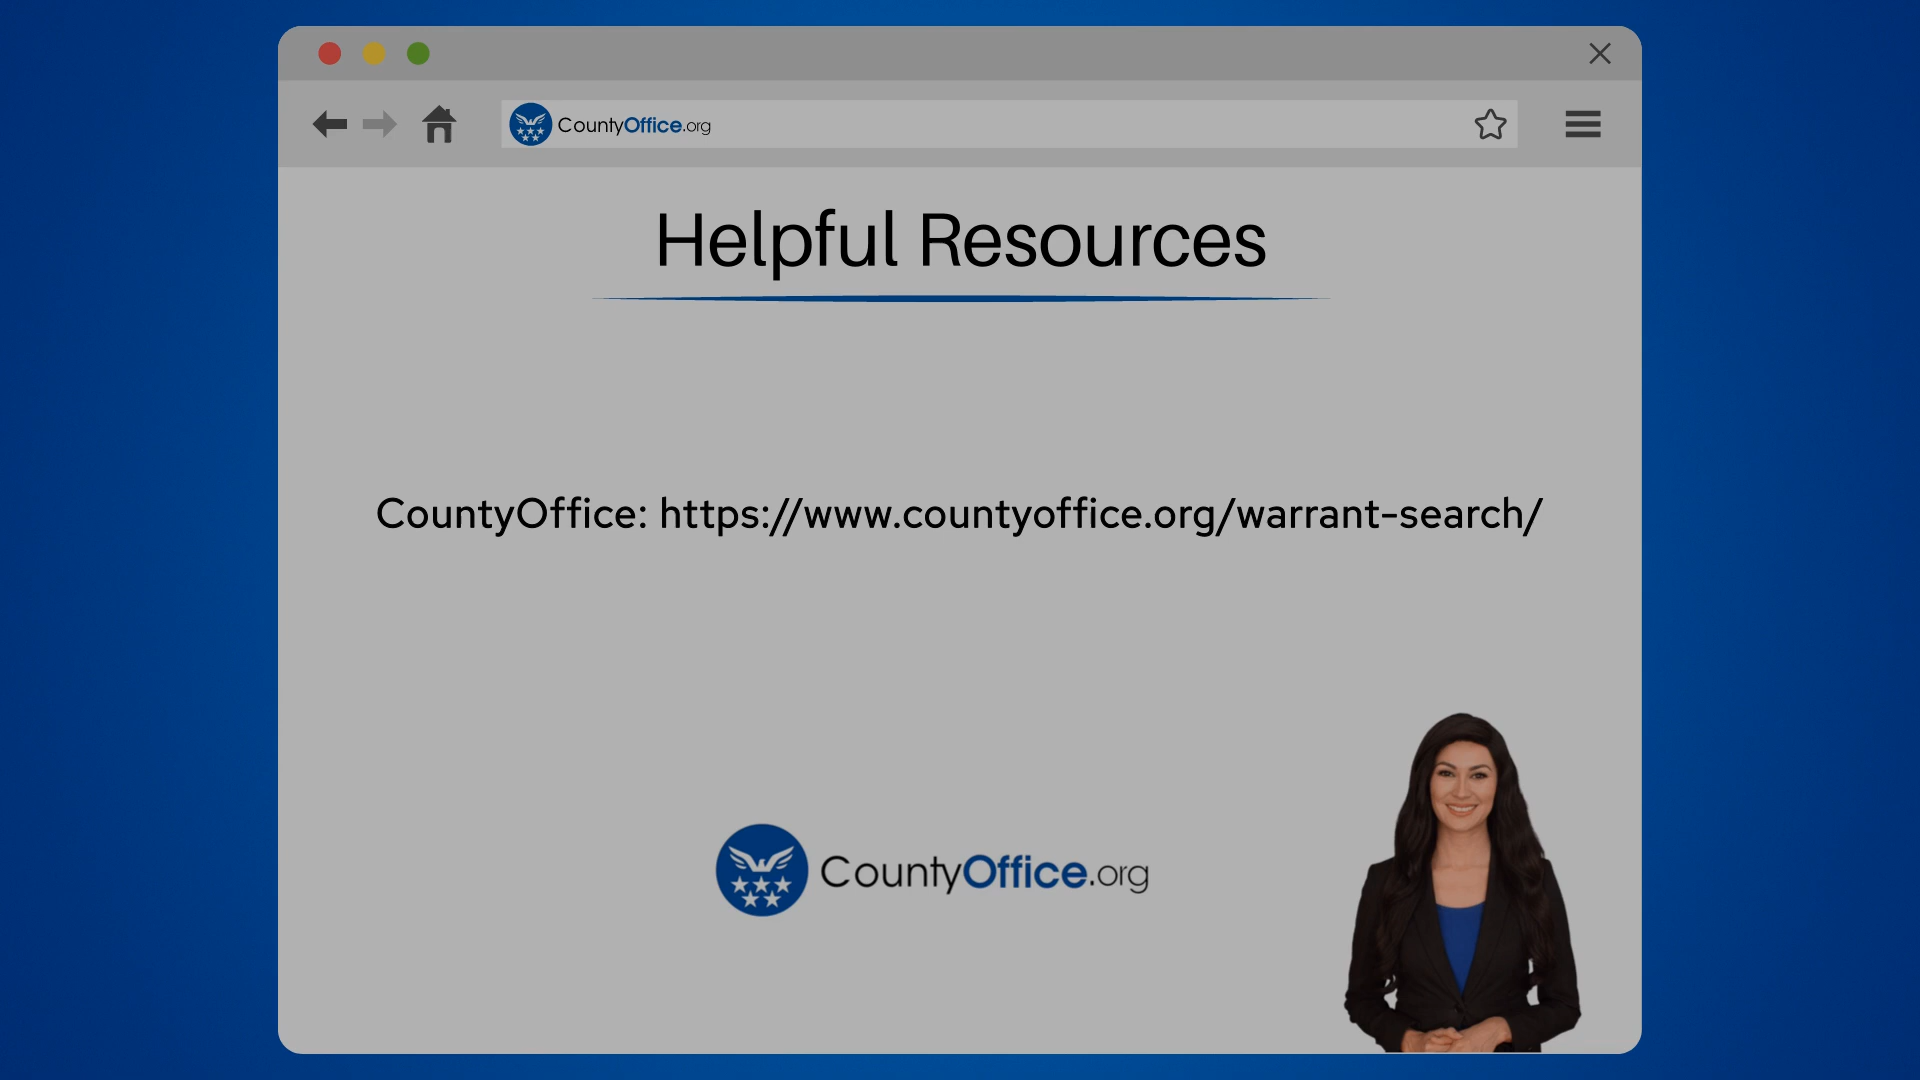 CountyOffice.org
Helpful Resources
CountyOffice: https://www.countyoffice.org/warrant-search/
CountyOffice.org